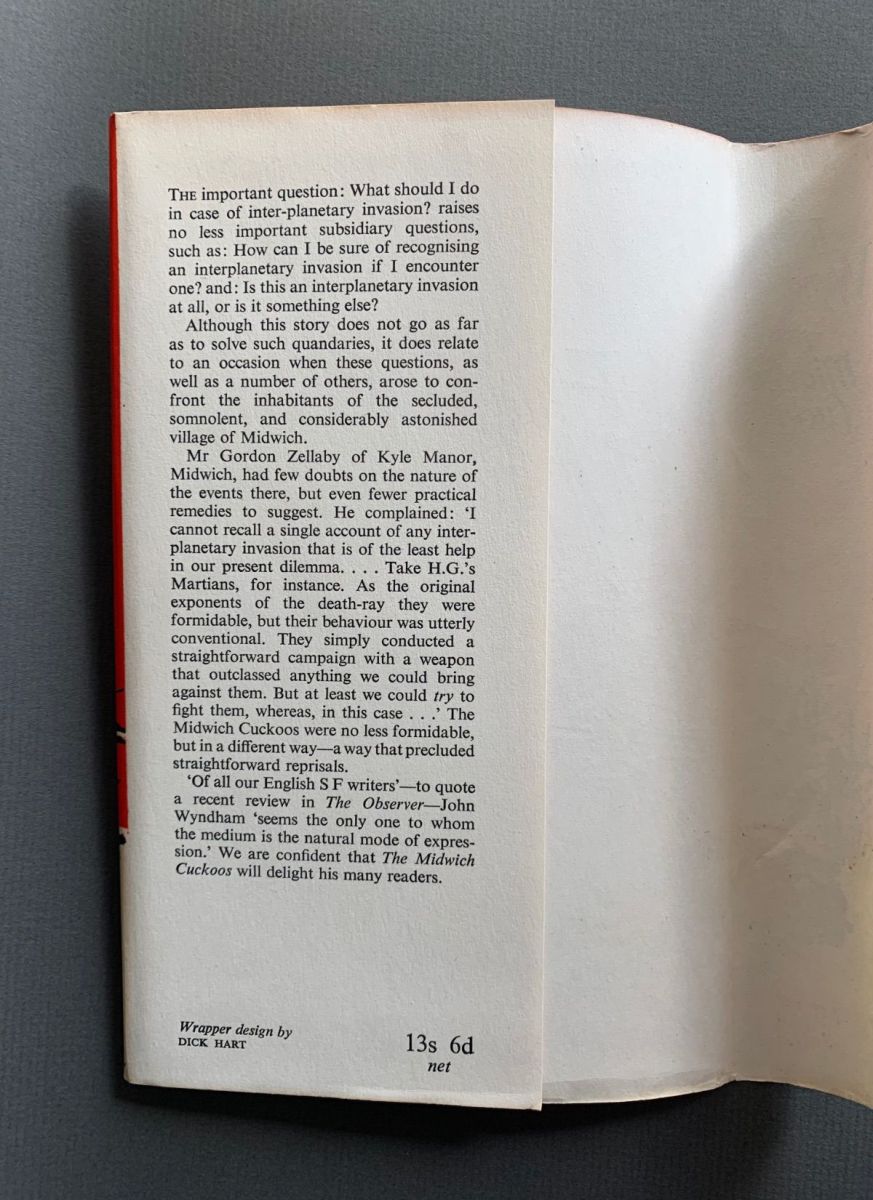 THE important question: What should I do
in case of inter-planetary invasion? raises
no less important subsidiary questions,
such as: How can I be sure of recognising
an interplanetary invasion if I encounter
one? and: Is this an interplanetary invasion
at all, or is it something else?
Although this story does not go as far
as to solve such quandaries, it does relate
to an occasion when these questions, as
well as a number of others, arose to con-
front the inhabitants of the secluded,
somnolent, and considerably astonished
village of Midwich.
Mr Gordon Zellaby of Kyle Manor,
Midwich, had few doubts on the nature of
the events there, but even fewer practical
remedies to suggest. He complained: ‘I
cannot recall a single account of any inter-
planetary invasion that is of the least help
in our present dilemma. . . . Take H.G.’s
Martians, for instance. As the original
exponents of the death-ray they were
formidable, but their behaviour was utterly
conventional. They simply conducted a
straightforward campaign with a weapon
that outclassed anything we could bring
against them. But at least we could try to
fight them, whereas, in this case . . .’ The
Midwich Cuckoos were no less formidable,
but in a different way—a way that precluded
straightforward reprisals.
‘Of all our English S F writers’—to quote
a recent review in The Observer—John
Wyndham ‘seems the only one to whom
the medium is the natural mode of expres-
sion.’ We are confident that The Midwich
Cuckoos will delight his many readers.
Wrapper design by
DICK HART
13s 6d
net